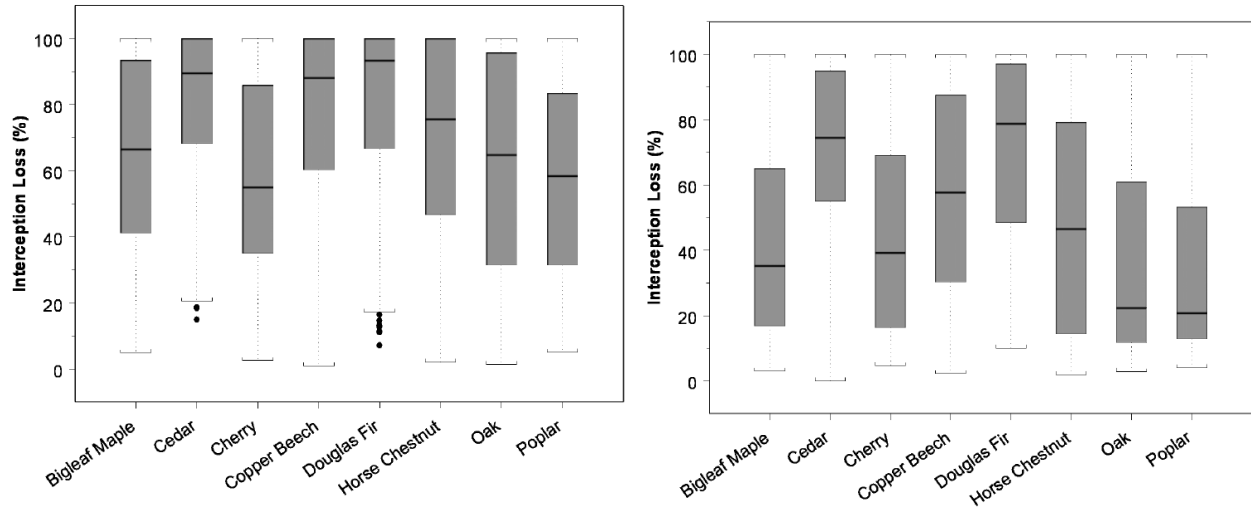 Interception Loss (%)
100
80
60
40
20
0
Bigleaf Maple
Cedar
Cherry
Copper Beech
Douglas Fir
Horse Chestnut
Oak
Poplar
Interception Loss (%)
100
80
60
40
20
0
Bigleaf Maple
Cedar
Cherry
Copper Beech
Douglas Fir
Horse Chestnut
Oak
Poplar